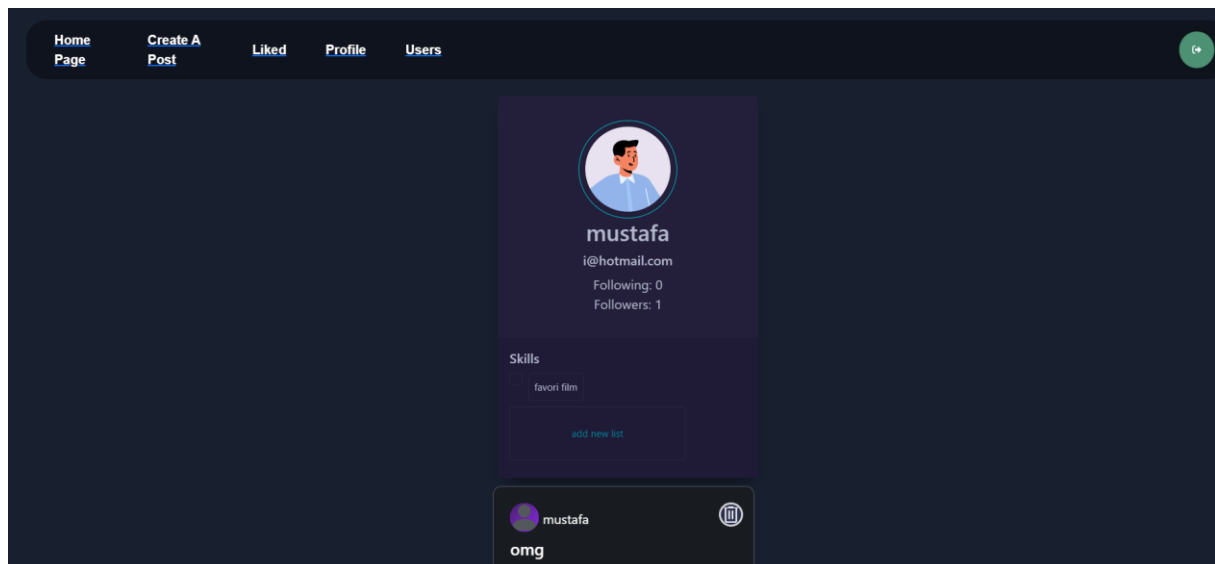 Home Page
Create A Post
Liked
Profile
Users
mustafa
i@hotmail.com
Following: 0
Followers: 1
Skills
favori film
add new list
mustafa
omg